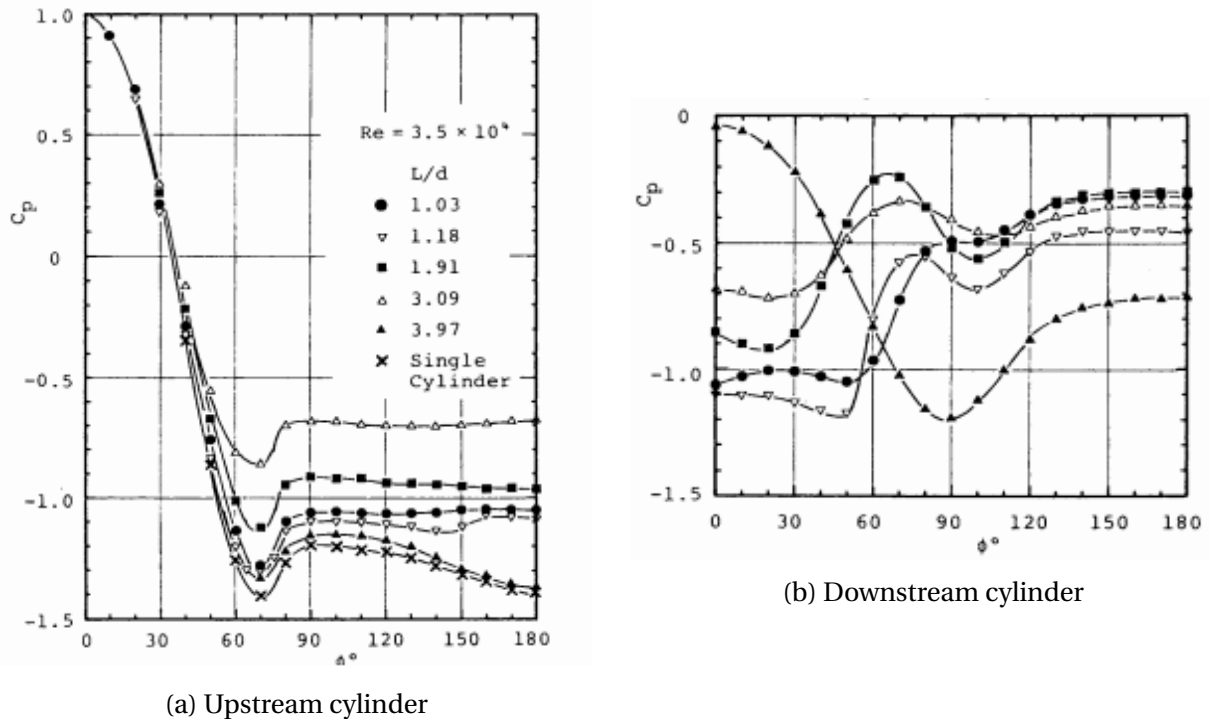 1.0
0.5
0
-0.5
-1.0
-1.5
C_p
Re = 3.5 × 10⁴
L/d
● 1.03
▽ 1.18
■ 1.91
△ 3.09
▲ 3.97
× Single
Cylinder
0 30 60 90 120 150 180
ϕ°
(a) Upstream cylinder
0
-0.5
-1.0
-1.5
C_p
0 30 60 90 120 150 180
ϕ°
(b) Downstream cylinder